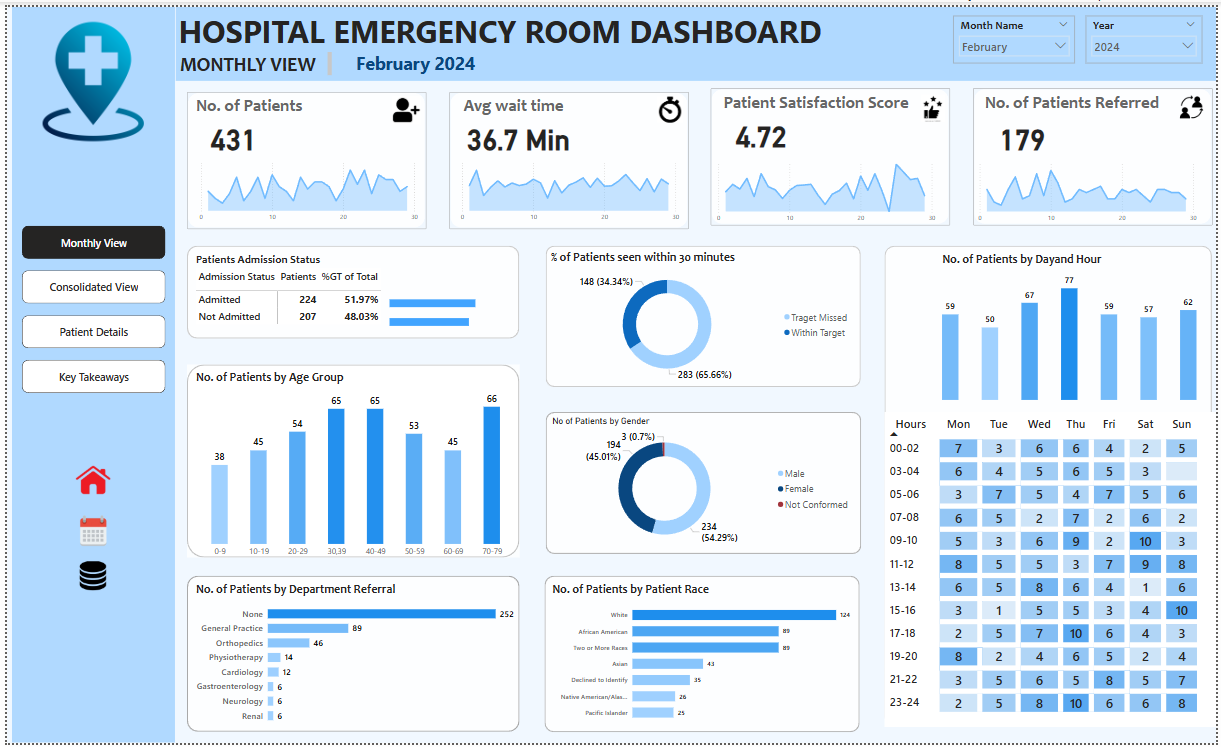 HOSPITAL EMERGENCY ROOM DASHBOARD
MONTHLY VIEW February 2024
Month Name
February
Year
2024
Monthly View
Consolidated View
Patient Details
Key Takeaways
No. of Patients
431
0 10 20 30
Avg wait time
36.7 Min
0 10 20 30
Patient Satisfaction Score
4.72
0 10 20 30
No. of Patients Referred
179
0 10 20 30
Patients Admission Status
Admission Status Patients %GT of Total
Admitted 224 51.97%
Not Admitted 207 48.03%
% of Patients seen within 30 minutes
148 (34.34%)
283 (65.66%)
Traget Missed
Within Target
No. of Patients by Dayand Hour
59 50 67 77 59 57 62
Hours Mon Tue Wed Thu Fri Sat Sun
00-02 7 3 6 6 4 2 5
03-04 6 4 5 6 5 3
05-06 3 7 5 4 7 5 6
07-08 6 5 2 7 2 6 2
09-10 5 3 6 9 2 10 3
11-12 8 5 5 3 7 9 8
13-14 6 5 8 6 4 1 6
15-16 3 1 5 5 3 4 10
17-18 2 5 7 10 6 4 3
19-20 8 2 4 6 5 2 4
21-22 3 5 6 5 8 5 7
23-24 2 5 8 10 6 6 8
No. of Patients by Age Group
38 45 54 65 65 53 45 66
0-9 10-19 20-29 30,39 40-49 50-59 60-69 70-79
No of Patients by Gender
3 (0.7%)
194
(45.01%)
234
(54.29%)
Male
Female
Not Conformed
No. of Patients by Department Referral
None 252
General Practice 89
Orthopedics 46
Physiotherapy 14
Cardiology 12
Gastroenterology 6
Neurology 6
Renal 6
No. of Patients by Patient Race
White 124
African American 89
Two or More Races 89
Asian 43
Declined to Identify 35
Native American/Alas... 26
Pacific Islander 25